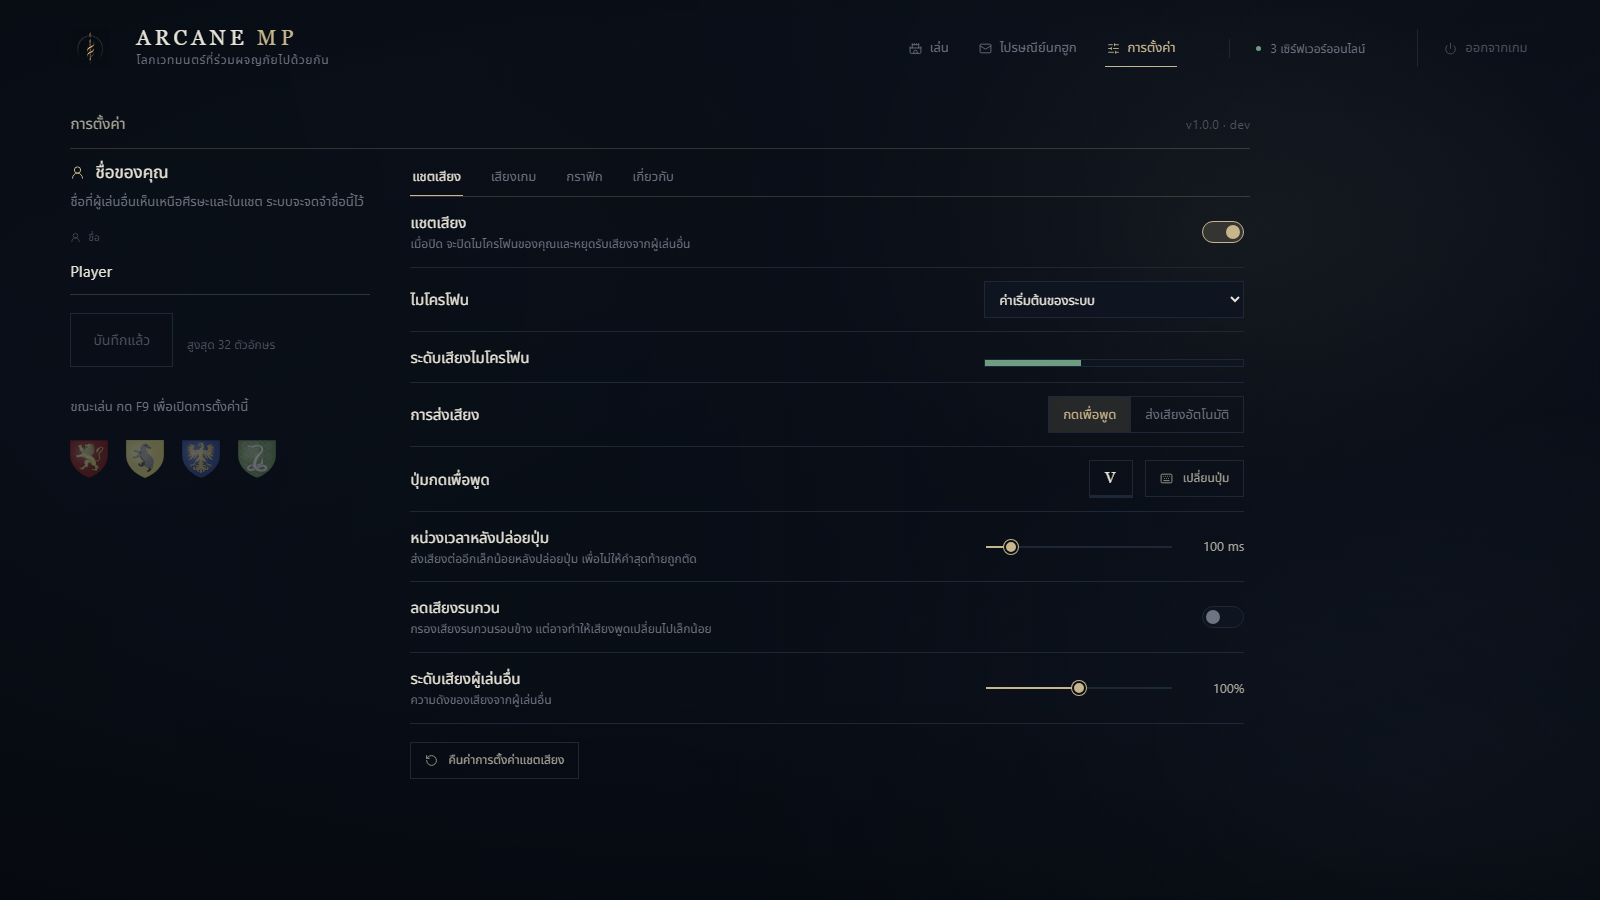 ARCANE MP
โลกเวทมนตร์ที่ร่วมผจญภัยไปด้วยกัน
เล่น
ไปรษณีย์นกฮูก
การตั้งค่า
3 เซิร์ฟเวอร์ออนไลน์
ออกจากเกม
การตั้งค่า
v1.0.0 · dev
ชื่อของคุณ
ชื่อที่ผู้เล่นอื่นเห็นเหนือศีรษะและในแชต ระบบจะจดจำชื่อนี้ไว้
ชื่อ
Player
บันทึกแล้ว
สูงสุด 32 ตัวอักษร
ขณะเล่น กด F9 เพื่อเปิดการตั้งค่านี้
แชตเสียง
เสียงเกม
กราฟิก
เกี่ยวกับ
แชตเสียง
เมื่อปิด จะปิดไมโครโฟนของคุณและหยุดรับเสียงจากผู้เล่นอื่น
ไมโครโฟน
ค่าเริ่มต้นของระบบ
ระดับเสียงไมโครโฟน
การส่งเสียง
กดเพื่อพูด
ส่งเสียงอัตโนมัติ
ปุ่มกดเพื่อพูด
V
เปลี่ยนปุ่ม
หน่วงเวลาหลังปล่อยปุ่ม
ส่งเสียงต่ออีกเล็กน้อยหลังปล่อยปุ่ม เพื่อไม่ให้คำสุดท้ายถูกตัด
100 ms
ลดเสียงรบกวน
กรองเสียงรบกวนรอบข้าง แต่อาจทำให้เสียงพูดเปลี่ยนไปเล็กน้อย
ระดับเสียงผู้เล่นอื่น
ความดังของเสียงจากผู้เล่นอื่น
100%
คืนค่าการตั้งค่าแชตเสียง